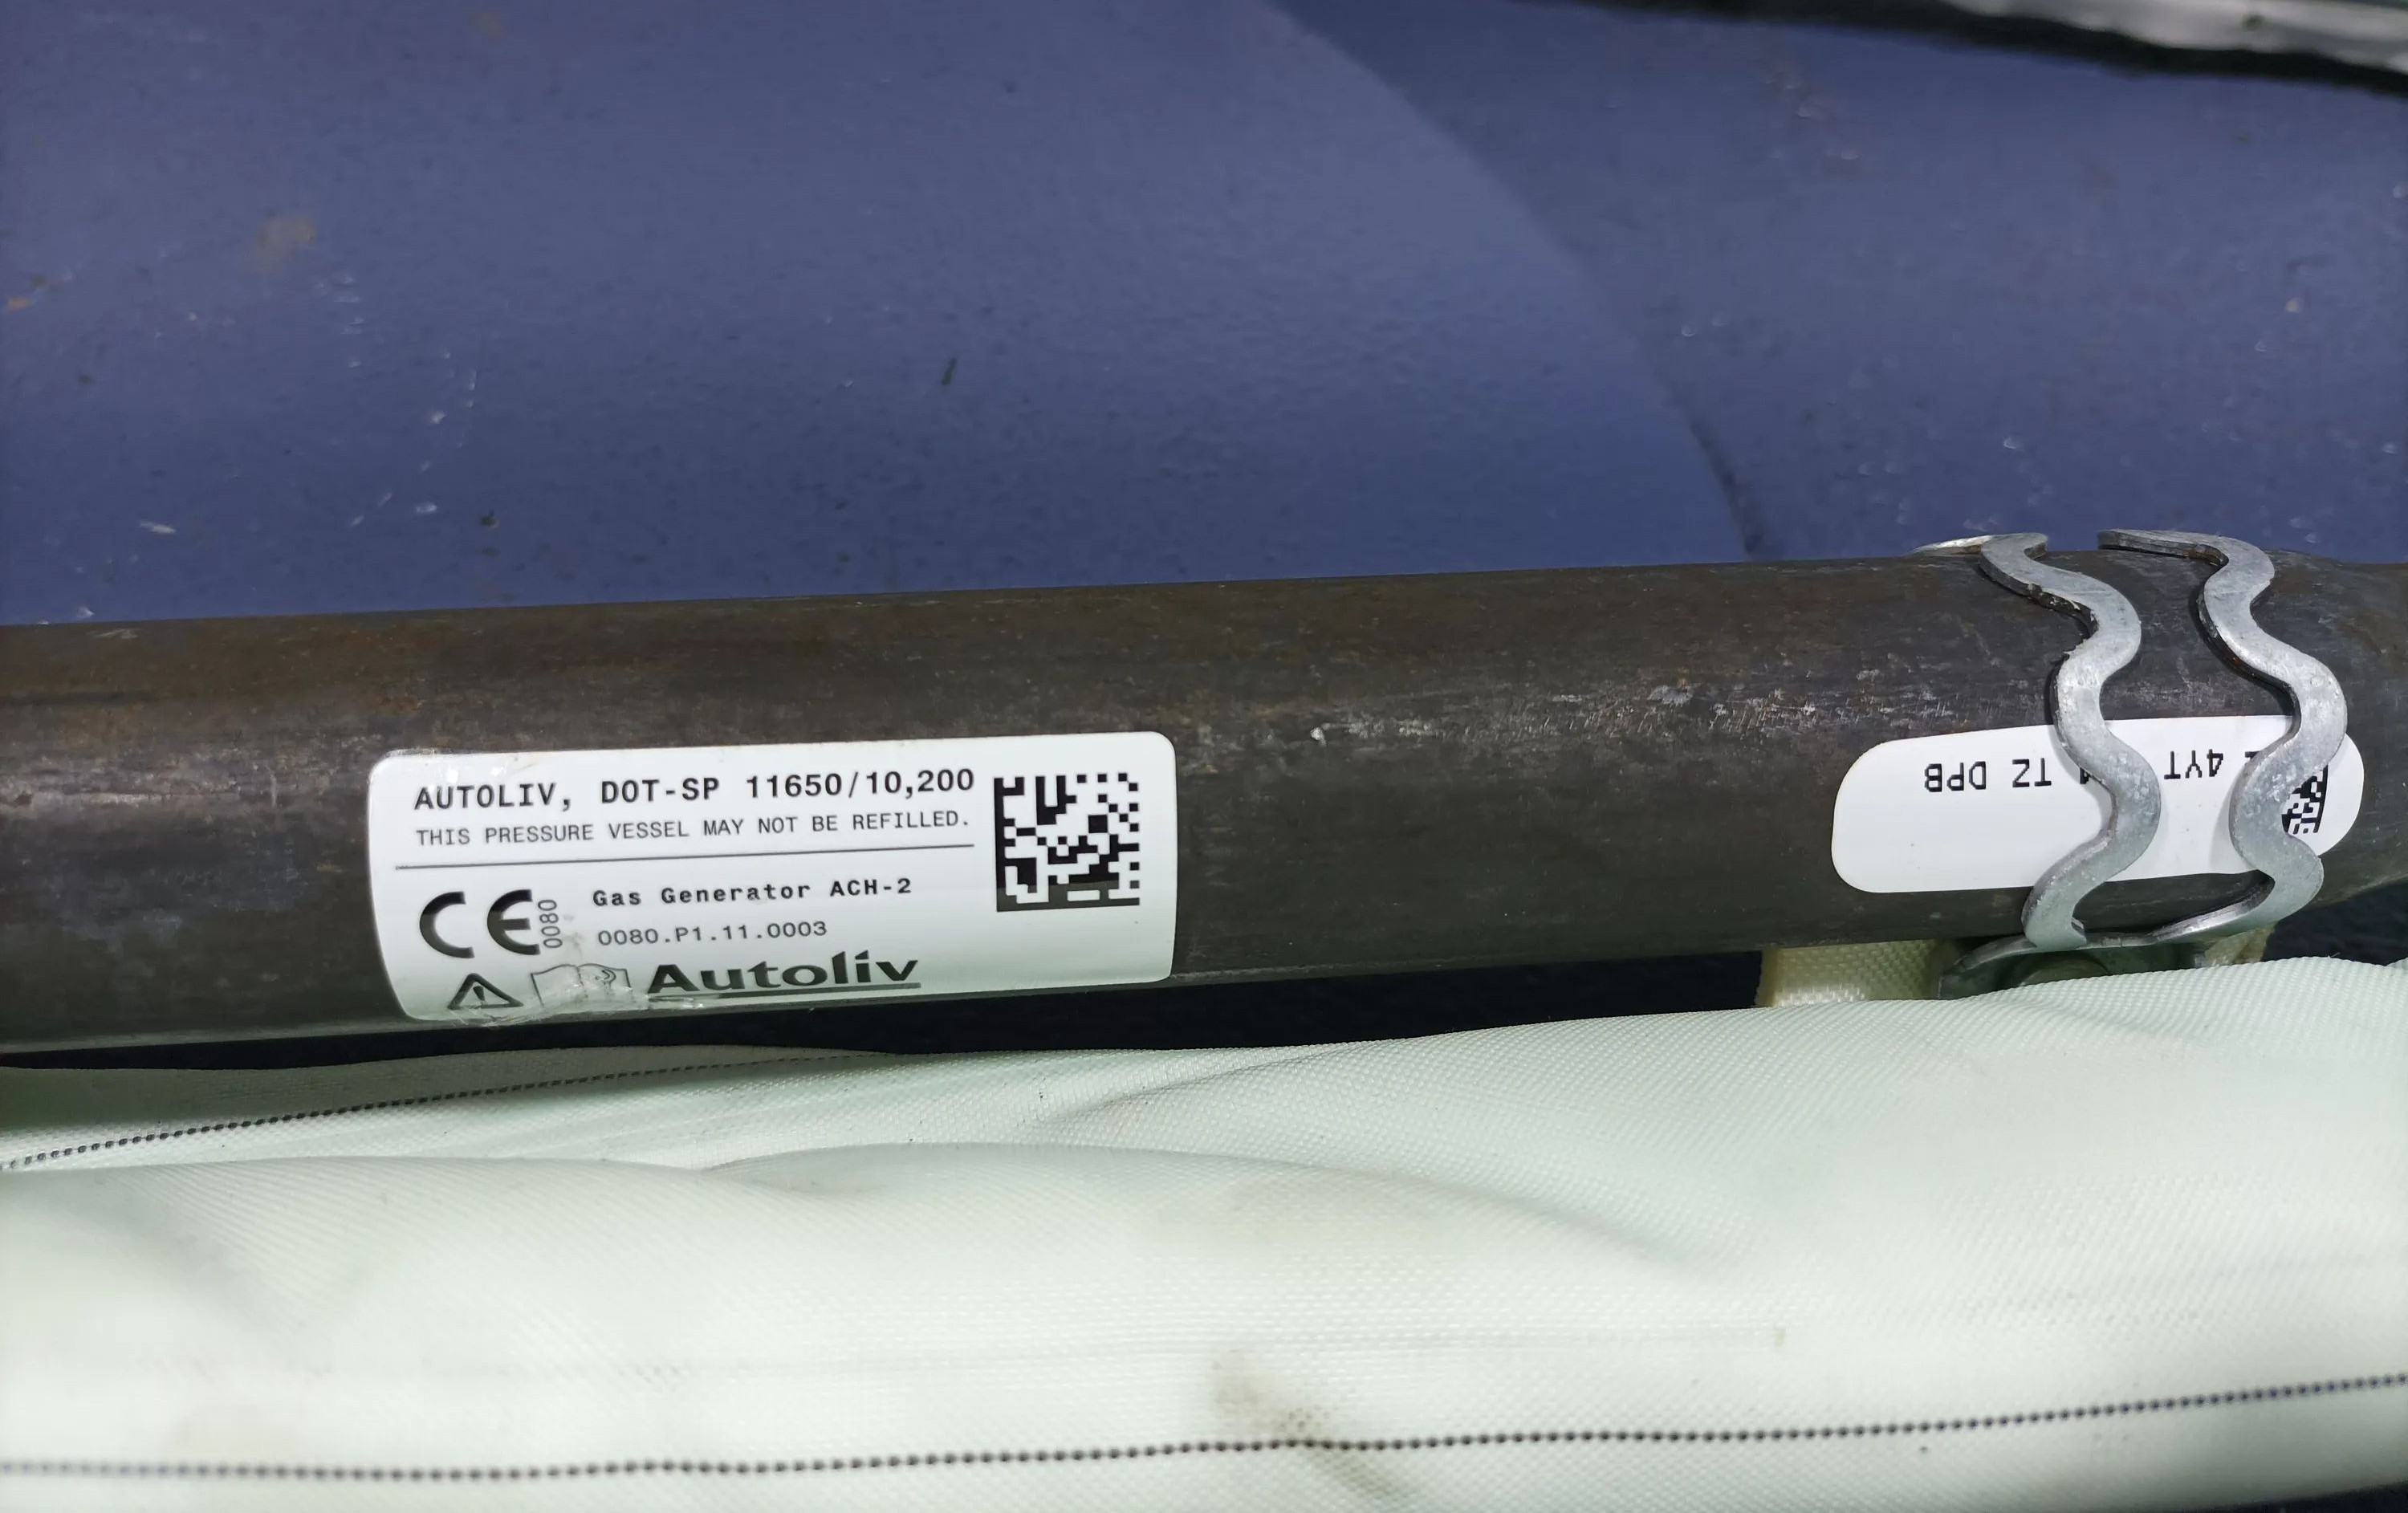 AUTOLIV, DOT-SP 11650/10,200
THIS PRESSURE VESSEL MAY NOT BE REFILLED.
CE 0080
Gas Generator ACH-2
0080.P1.11.0003
Autoliv
4YT TZ DPB